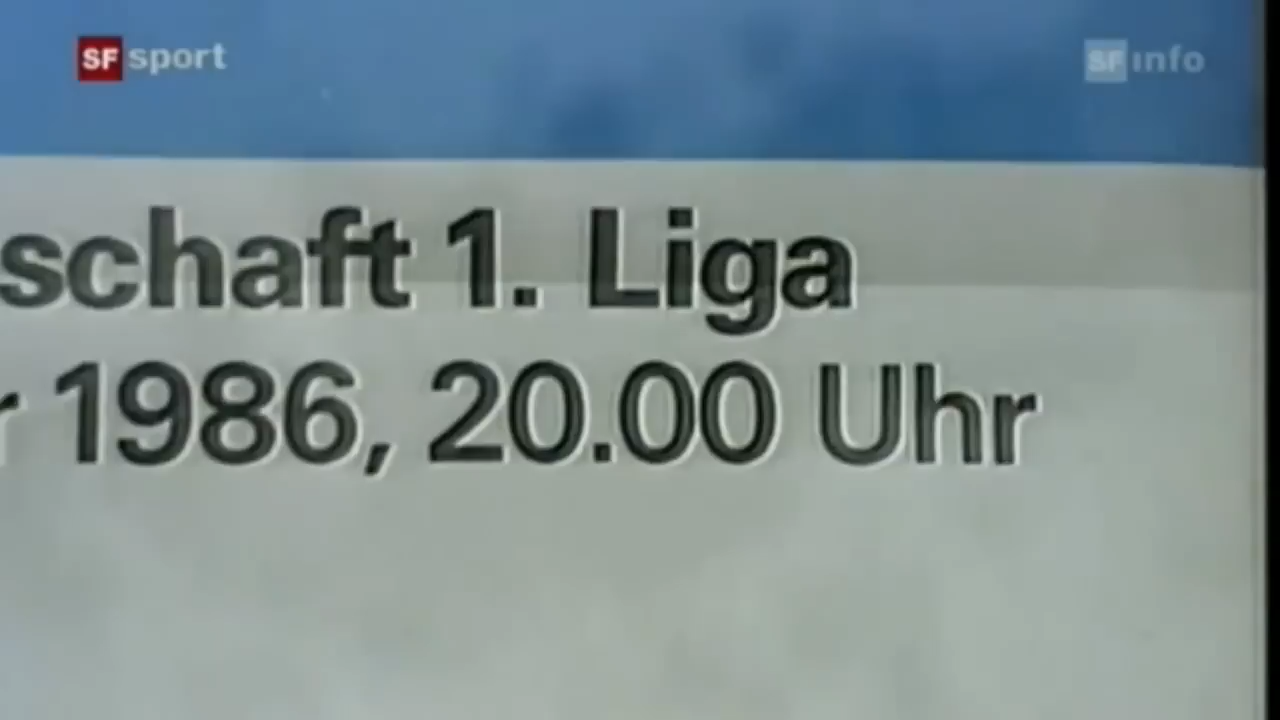 SF sport
SF info
schaft 1. Liga
r 1986, 20.00 Uhr